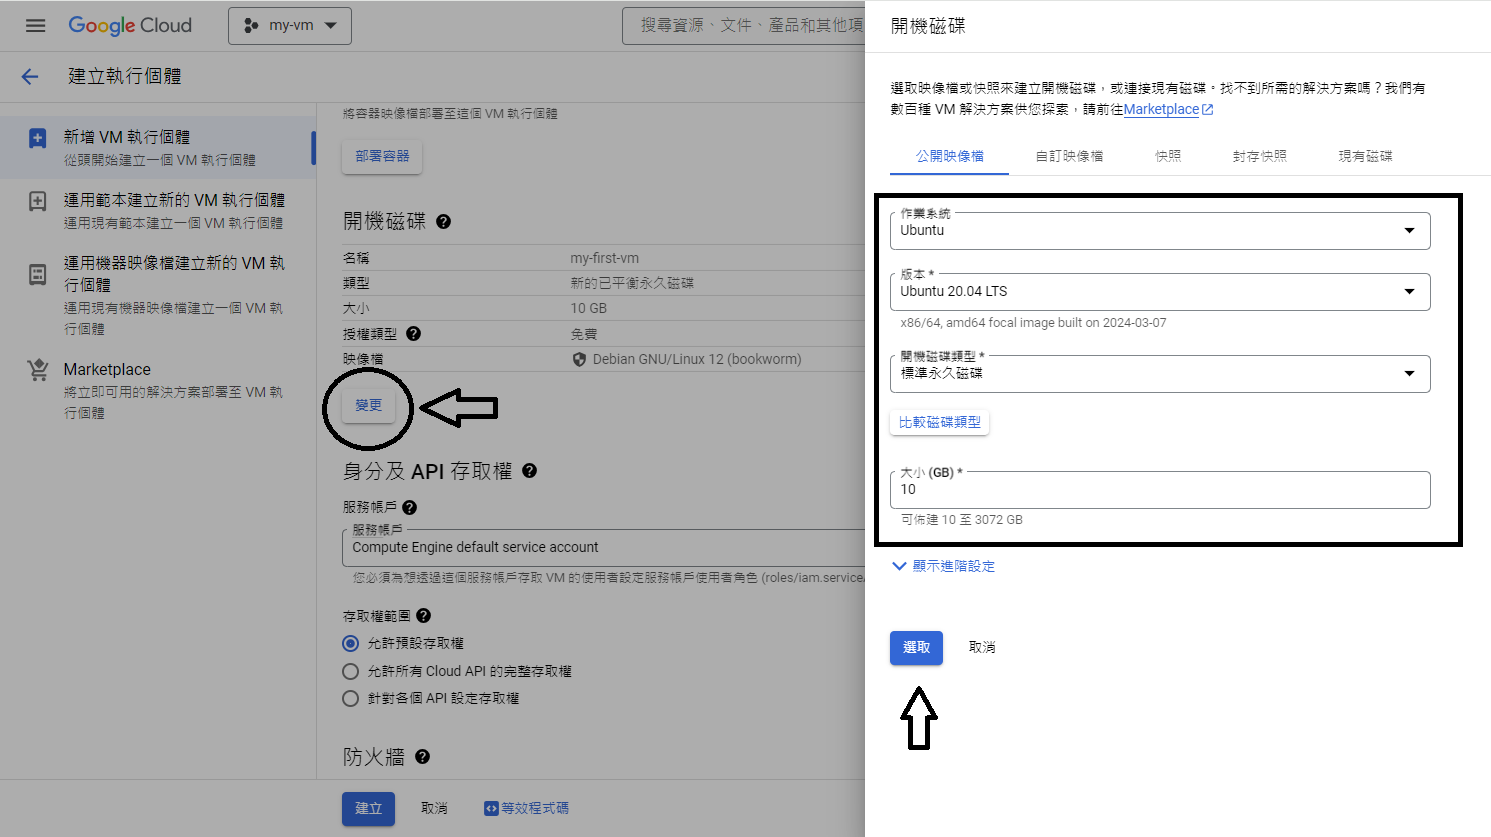 Google Cloud
my-vm
搜尋資源、文件、產品和其他項
建立執行個體
新增 VM 執行個體
從頭開始建立一個 VM 執行個體
運用範本建立新的 VM 執行個體
運用現有範本建立一個 VM 執行個體
運用機器映像檔建立新的 VM 執
行個體
運用現有機器映像檔建立一個 VM 執
行個體
Marketplace
將立即可用的解決方案部署至 VM 執
行個體
將容器映像檔部署至這個 VM 執行個體
部署容器
開機磁碟
名稱 my-first-vm
類型 新的已平衡永久磁碟
大小 10 GB
授權類型 免費
映像檔 Debian GNU/Linux 12 (bookworm)
變更
身分及 API 存取權
服務帳戶
服務帳戶
Compute Engine default service account
您必須為想透過這個服務帳戶存取 VM 的使用者設定服務帳戶使用者角色 (roles/iam.service
存取權範圍
允許預設存取權
允許所有 Cloud API 的完整存取權
針對各個 API 設定存取權
防火牆
建立 取消 等效程式碼
開機磁碟
選取映像檔或快照來建立開機磁碟，或連接現有磁碟。找不到所需的解決方案嗎？我們有
數百種 VM 解決方案供您探索，請前往Marketplace
公開映像檔 自訂映像檔 快照 封存快照 現有磁碟
作業系統
Ubuntu
版本 *
Ubuntu 20.04 LTS
x86/64, amd64 focal image built on 2024-03-07
開機磁碟類型 *
標準永久磁碟
比較磁碟類型
大小 (GB) *
10
可佈建 10 至 3072 GB
顯示進階設定
選取 取消